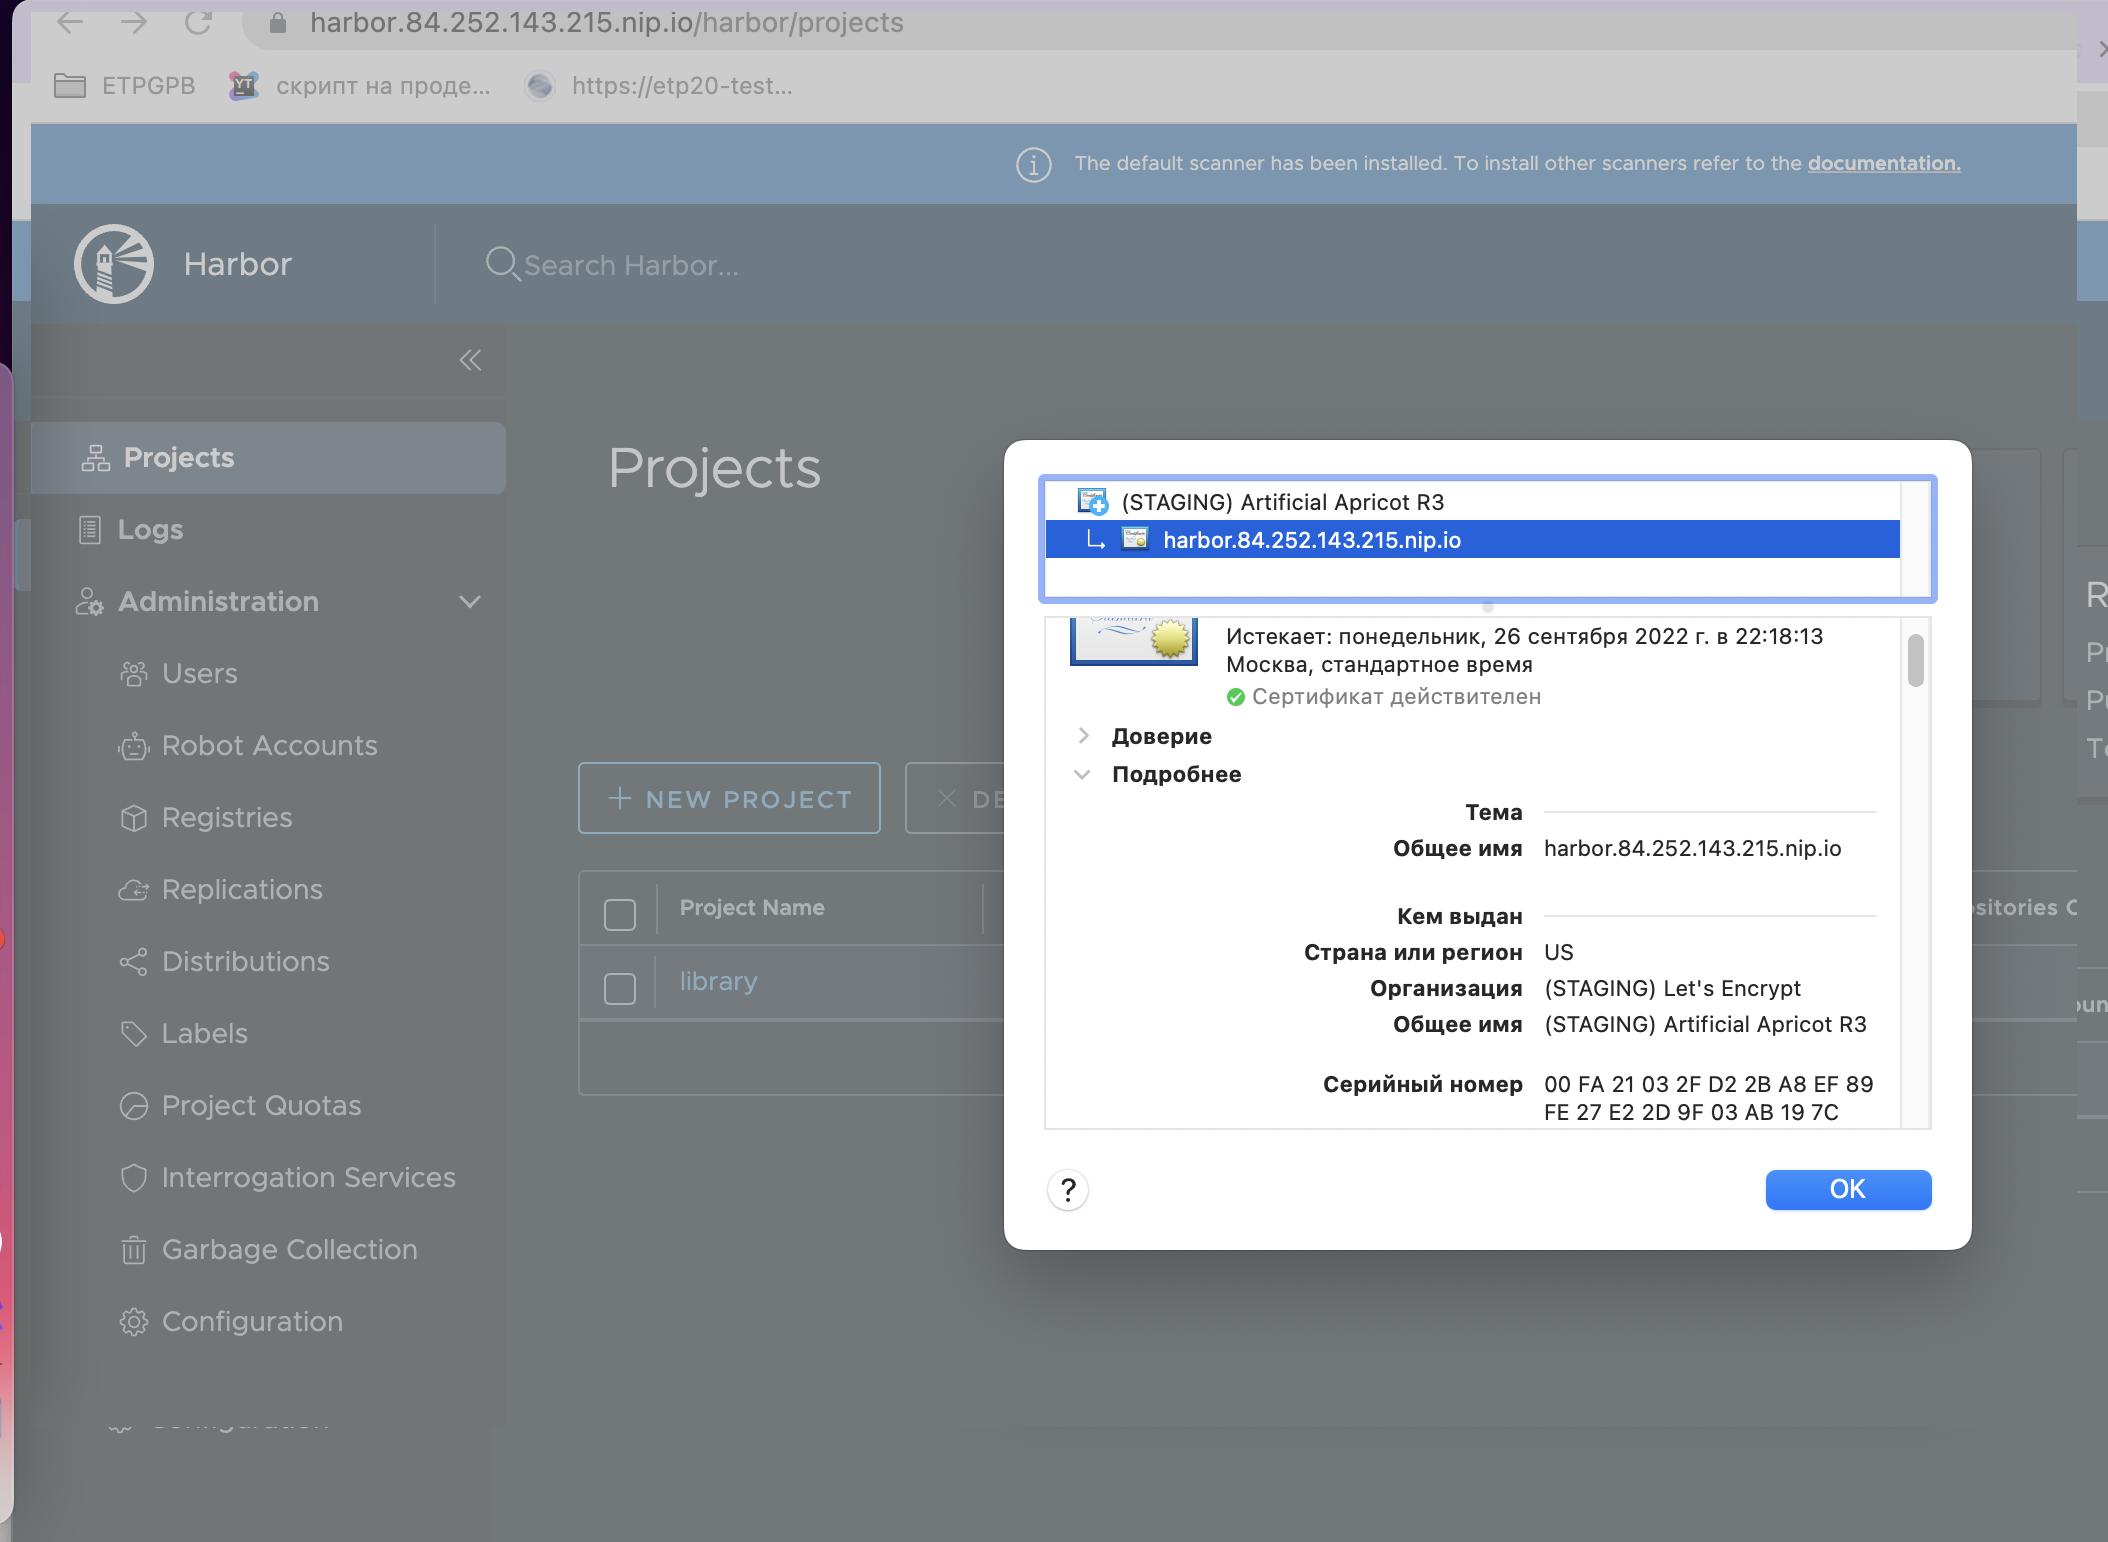 harbor.84.252.143.215.nip.io/harbor/projects
ETPGPB
YT
скрипт на проде...
https://etp20-test...
The default scanner has been installed. To install other scanners refer to the documentation.
Harbor
Search Harbor...
Projects
Logs
Administration
Users
Robot Accounts
Registries
Replications
Distributions
Labels
Project Quotas
Interrogation Services
Garbage Collection
Configuration
Projects
NEW PROJECT
DE
Project Name
library
(STAGING) Artificial Apricot R3
harbor.84.252.143.215.nip.io
Истекает: понедельник, 26 сентября 2022 г. в 22:18:13
Москва, стандартное время
Сертификат действителен
Доверие
Подробнее
Тема
Общее имя harbor.84.252.143.215.nip.io
Кем выдан
Страна или регион US
Организация (STAGING) Let's Encrypt
Общее имя (STAGING) Artificial Apricot R3
Серийный номер 00 FA 21 03 2F D2 2B A8 EF 89
FE 27 E2 2D 9F 03 AB 19 7C
?
OK